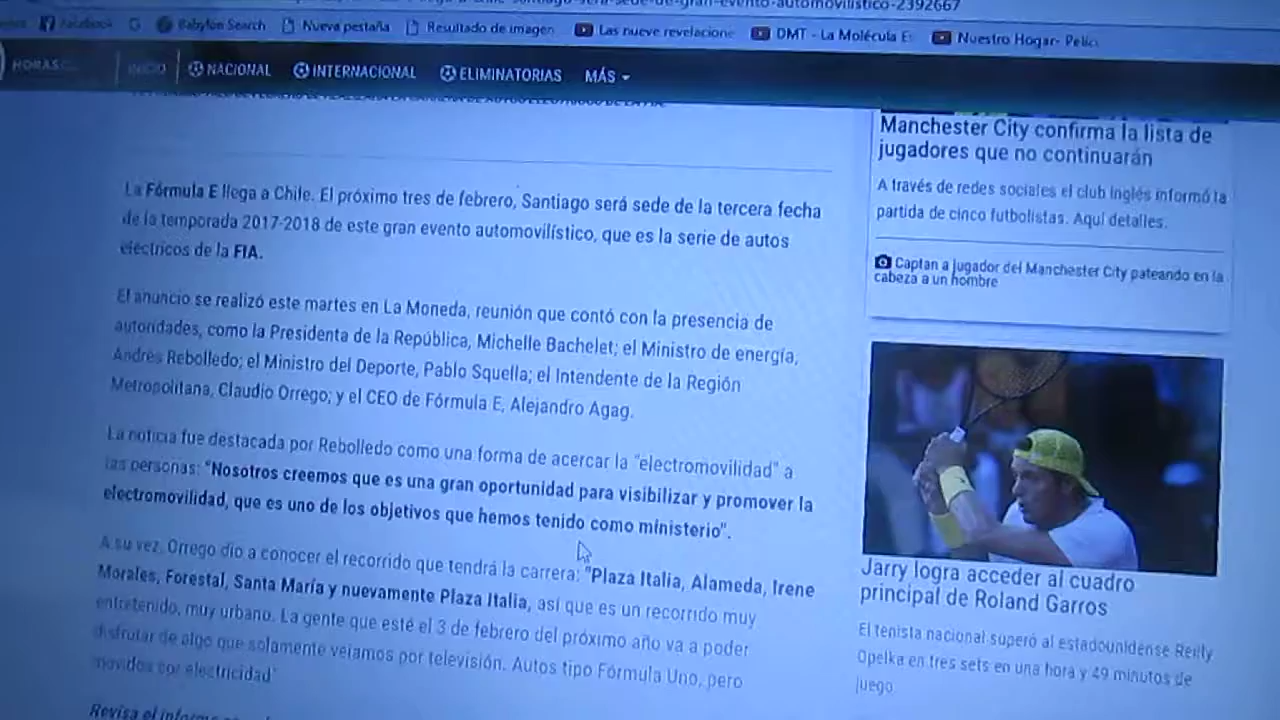 -gran-evento-automovilistico-2392667
Facebook G Babylon Search Nueva pestaña Resultado de imagen Las nueve revelacione DMT - La Molécula E Nuestro Hogar- Pelíc
HORAS INICIO NACIONAL INTERNACIONAL ELIMINATORIAS MÁS
La Fórmula E llega a Chile. El próximo tres de febrero, Santiago será sede de la tercera fecha
de la temporada 2017-2018 de este gran evento automovilístico, que es la serie de autos
eléctricos de la FIA.
El anuncio se realizó este martes en La Moneda, reunión que contó con la presencia de
autoridades, como la Presidenta de la República, Michelle Bachelet; el Ministro de energía,
Andrés Rebolledo; el Ministro del Deporte, Pablo Squella; el Intendente de la Región
Metropolitana, Claudio Orrego; y el CEO de Fórmula E, Alejandro Agag.
La noticia fue destacada por Rebolledo como una forma de acercar la "electromovilidad" a
las personas: "Nosotros creemos que es una gran oportunidad para visibilizar y promover la
electromovilidad, que es uno de los objetivos que hemos tenido como ministerio".
A su vez, Orrego dio a conocer el recorrido que tendrá la carrera: "Plaza Italia, Alameda, Irene
Morales, Forestal, Santa María y nuevamente Plaza Italia, así que es un recorrido muy
entretenido, muy urbano. La gente que esté el 3 de febrero del próximo año va a poder
disfrutar de algo que solamente veíamos por televisión. Autos tipo Fórmula Uno, pero
movidos por electricidad"
Revisa el
Manchester City confirma la lista de
jugadores que no continuarán
A través de redes sociales el club inglés informó la
partida de cinco futbolistas. Aquí detalles.
Captan a jugador del Manchester City pateando en la
cabeza a un hombre
Jarry logra acceder al cuadro
principal de Roland Garros
El tenista nacional superó al estadounidense Reilly
Opelka en tres sets en una hora y 49 minutos de
juego.